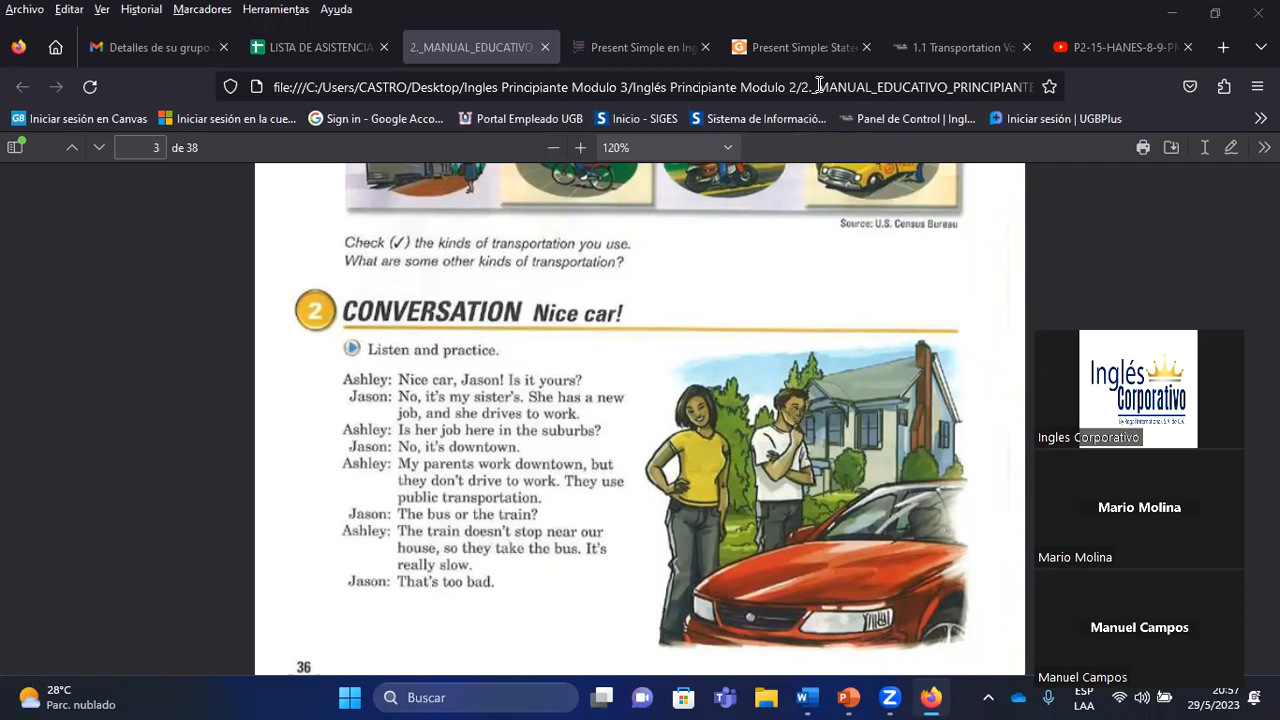 Archivo Editar Ver Historial Marcadores Herramientas Ayuda
Detalles de su grupo
LISTA DE ASISTENCIA
2._MANUAL_EDUCATIVO
Present Simple en Ing
Present Simple: State
1.1 Transportation Vo
P2-15-HANES-8-9-P
file:///C:/Users/CASTRO/Desktop/Ingles Principiante Modulo 3/Inglés Principiante Modulo 2/2._MANUAL_EDUCATIVO_PRINCIPIANTE
Iniciar sesión en Canvas
Iniciar sesión en la cue...
Sign in - Google Acco...
Portal Empleado UGB
Inicio - SIGES
Sistema de Informació...
Panel de Control | Ingl...
Iniciar sesión | UGBPlus
3 de 38
120%
Source: U.S. Census Bureau
Check (✓) the kinds of transportation you use.
What are some other kinds of transportation?
2 CONVERSATION Nice car!
Listen and practice.
Ashley: Nice car, Jason! Is it yours?
Jason: No, it's my sister's. She has a new
job, and she drives to work.
Ashley: Is her job here in the suburbs?
Jason: No, it's downtown.
Ashley: My parents work downtown, but
they don't drive to work. They use
public transportation.
Jason: The bus or the train?
Ashley: The train doesn't stop near our
house, so they take the bus. It's
really slow.
Jason: That's too bad.
36
Inglés
Corporativo
Ingles Corporativo
Mario Molina
Mario Molina
Manuel Campos
Manuel Campos
28°C
Parc. nublado
Buscar
ESP
LAA
20:57
29/5/2023